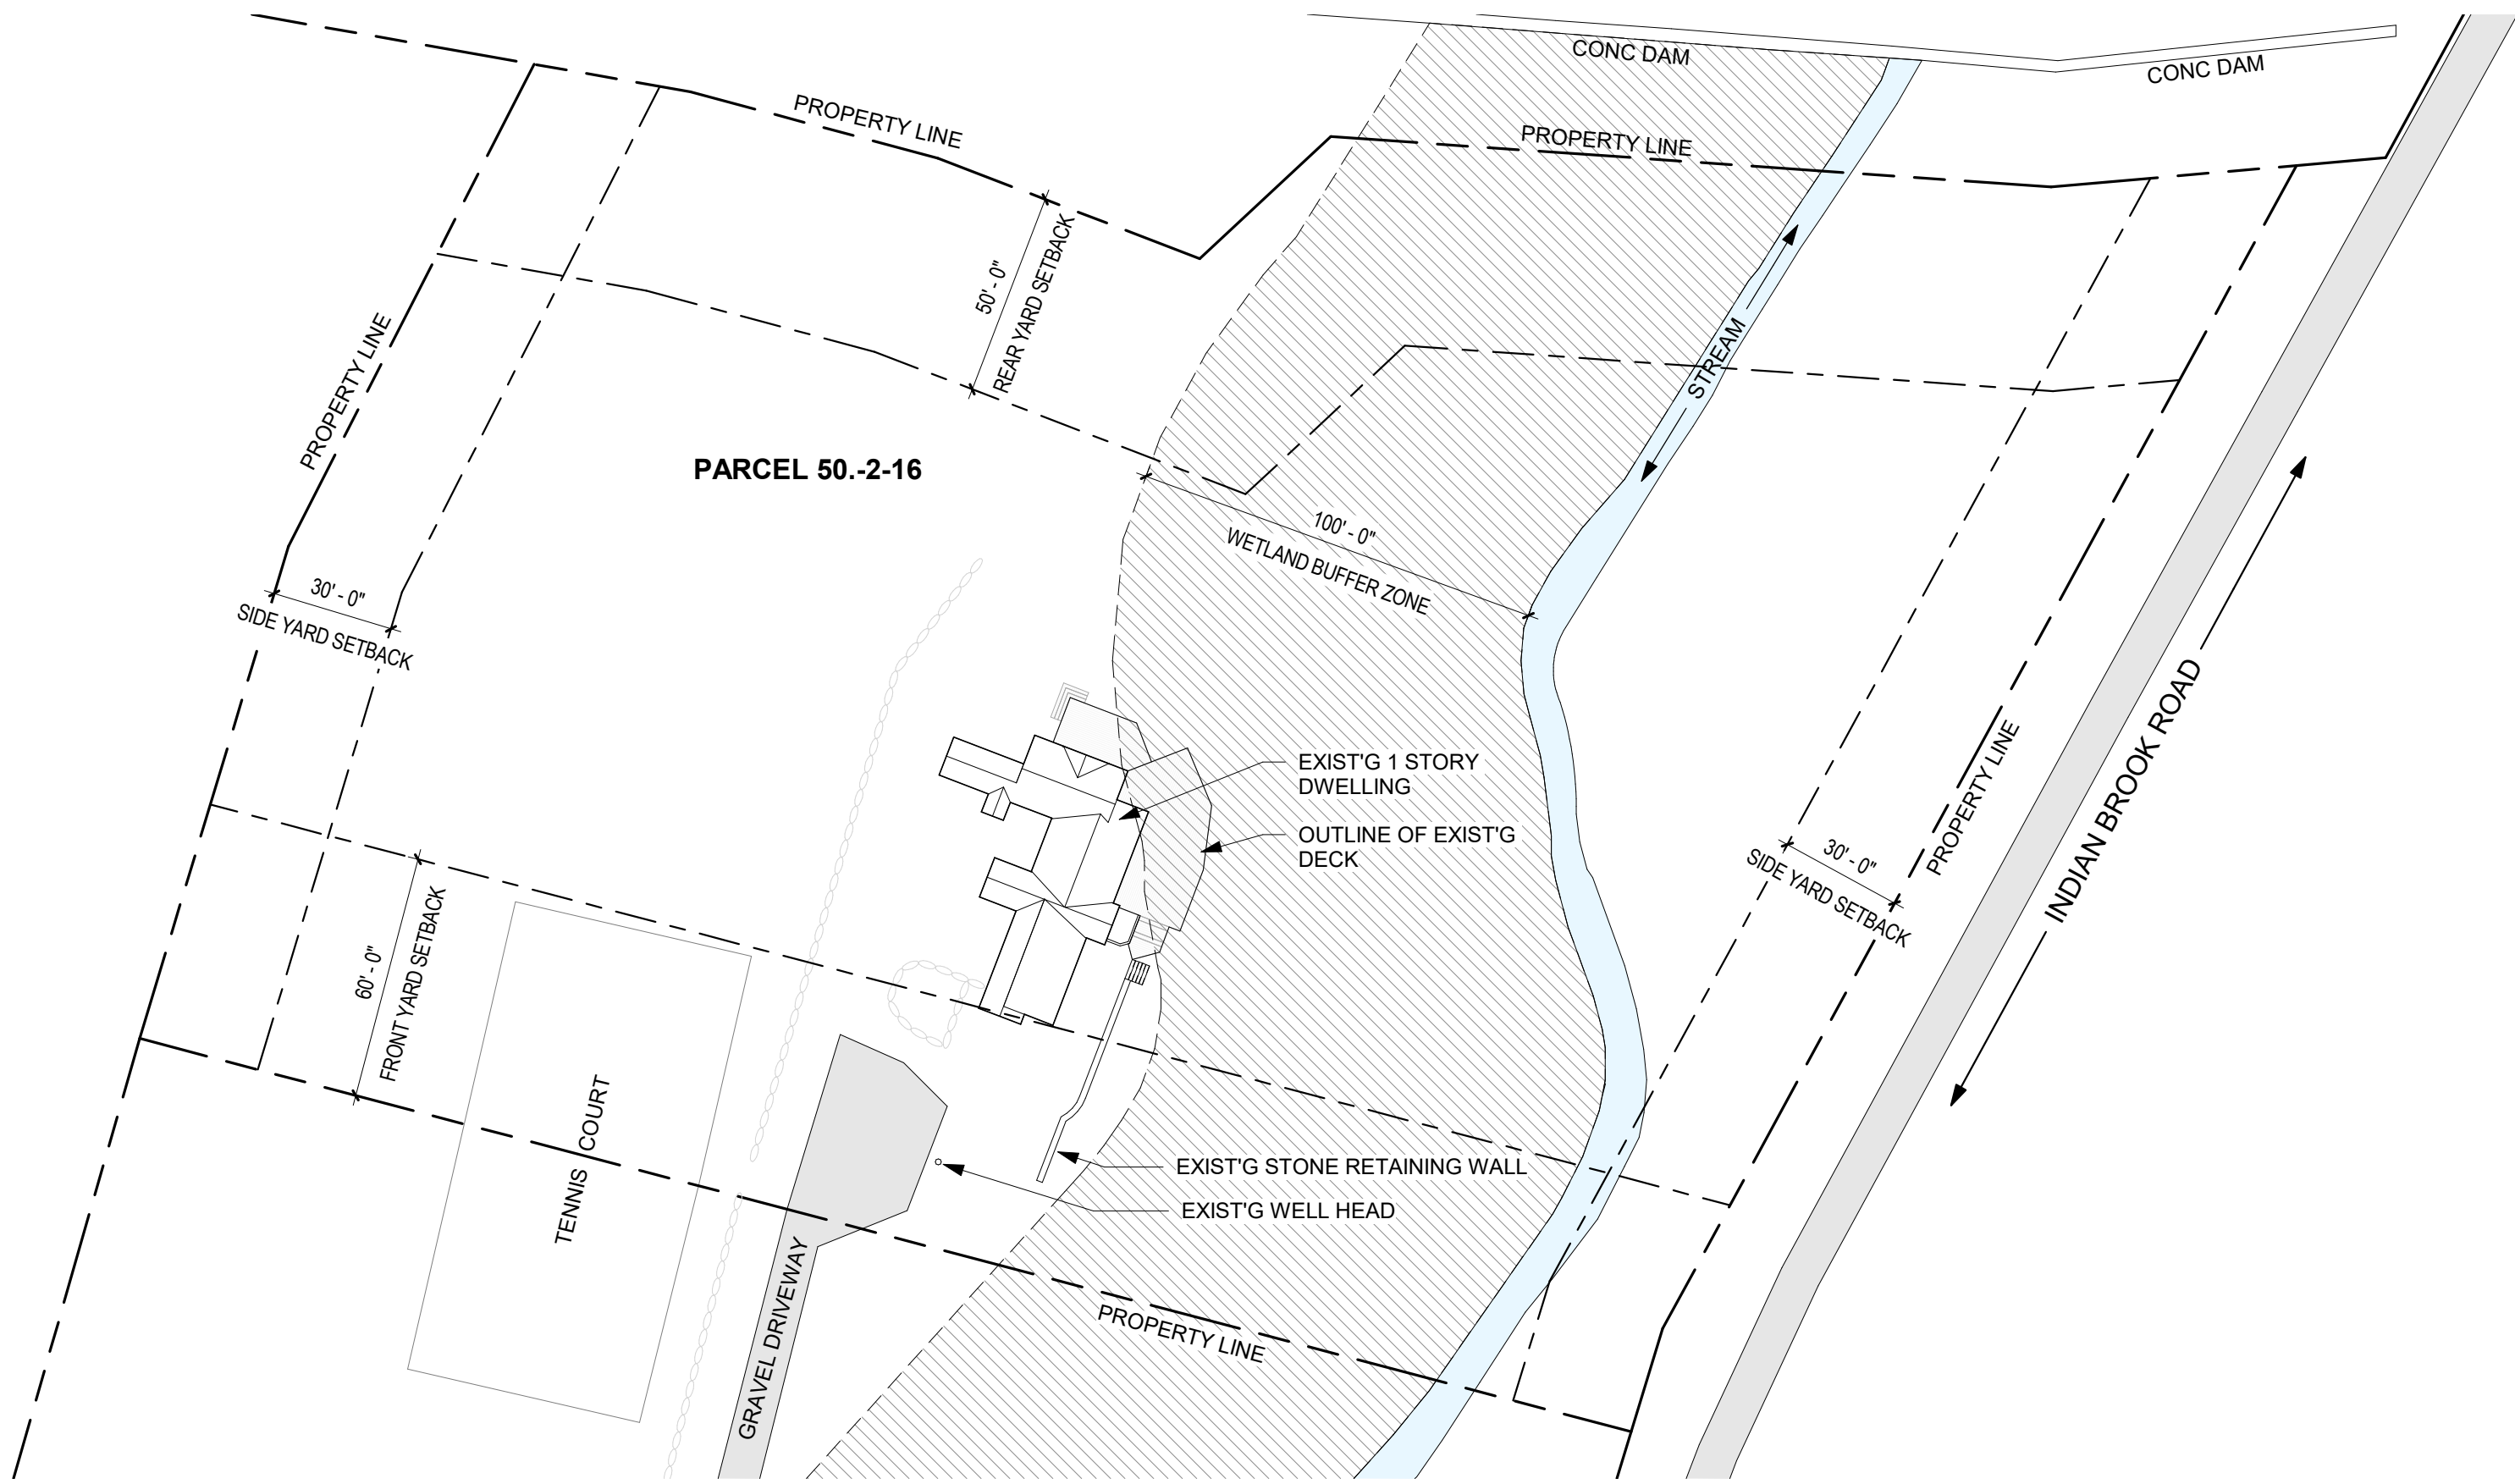 CONC DAM
CONC DAM
PROPERTY LINE
PROPERTY LINE
50' - 0"
REAR YARD SETBACK
STREAM
PROPERTY LINE
PARCEL 50.-2-16
100' - 0"
WETLAND BUFFER ZONE
30' - 0"
SIDE YARD SETBACK
INDIAN BROOK ROAD
EXIST'G 1 STORY
DWELLING
PROPERTY LINE
OUTLINE OF EXIST'G
DECK
30' - 0"
SIDE YARD SETBACK
60' - 0"
FRONT YARD SETBACK
TENNIS COURT
EXIST'G STONE RETAINING WALL
EXIST'G WELL HEAD
GRAVEL DRIVEWAY
PROPERTY LINE